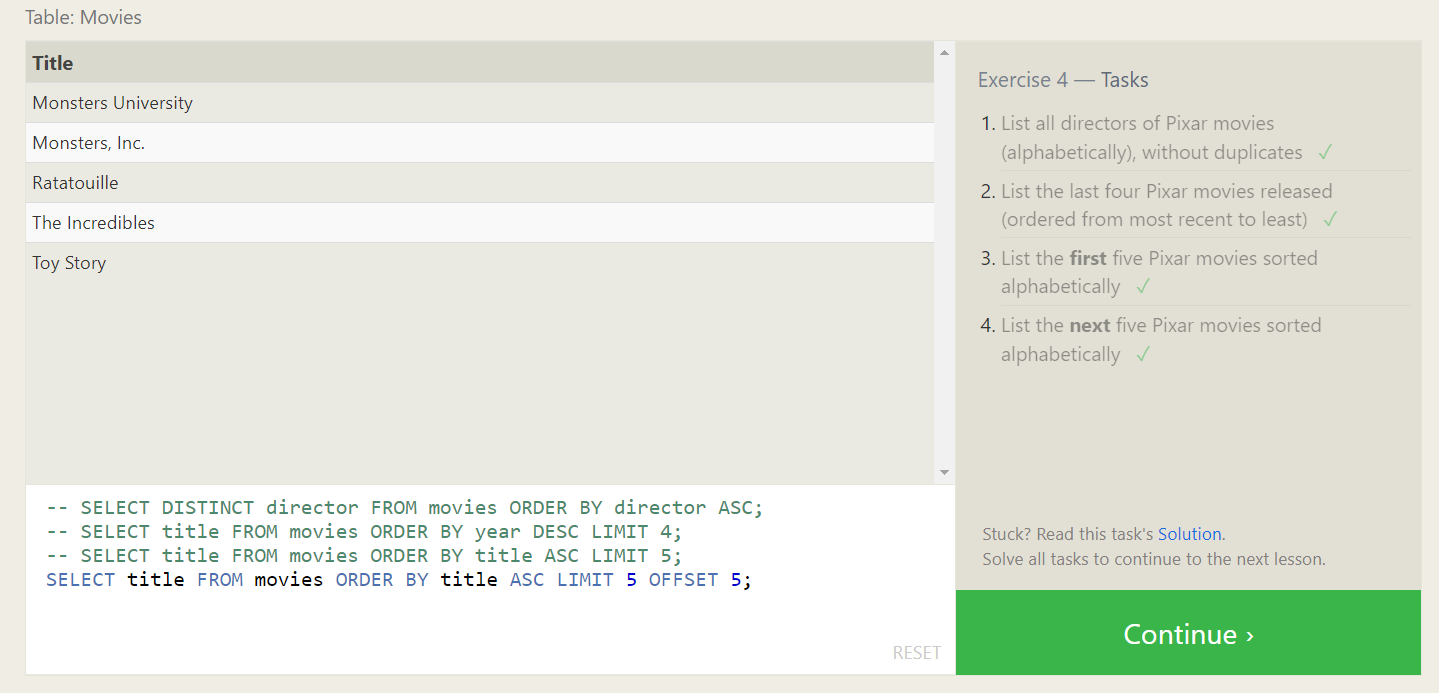 Table: Movies
Title
Monsters University
Monsters, Inc.
Ratatouille
The Incredibles
Toy Story
-- SELECT DISTINCT director FROM movies ORDER BY director ASC;
-- SELECT title FROM movies ORDER BY year DESC LIMIT 4;
-- SELECT title FROM movies ORDER BY title ASC LIMIT 5;
SELECT title FROM movies ORDER BY title ASC LIMIT 5 OFFSET 5;
RESET
Exercise 4 — Tasks
1. List all directors of Pixar movies
(alphabetically), without duplicates ✓
2. List the last four Pixar movies released
(ordered from most recent to least) ✓
3. List the first five Pixar movies sorted
alphabetically ✓
4. List the next five Pixar movies sorted
alphabetically ✓
Stuck? Read this task's Solution.
Solve all tasks to continue to the next lesson.
Continue ›